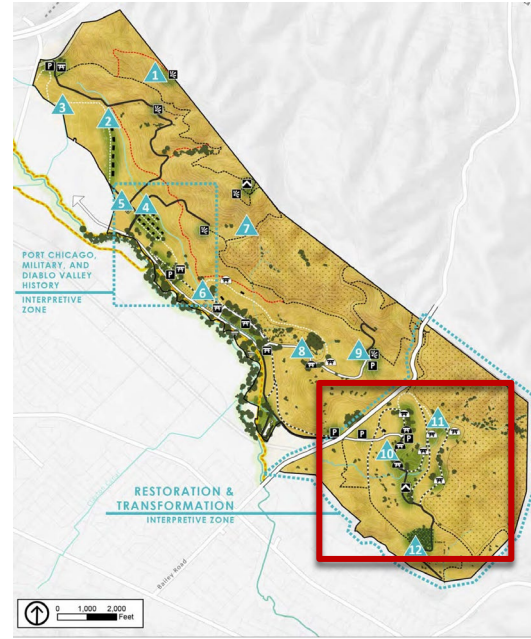 1
P
3
2
5
4
7
PORT CHICAGO,
MILITARY, AND
DIABLO VALLEY
HISTORY
INTERPRETIVE
ZONE
P
6
8
9
P
11
P
P
P
10
RESTORATION &
TRANSFORMATION
INTERPRETIVE ZONE
12
Bailey Road
0 1,000 2,000
Feet